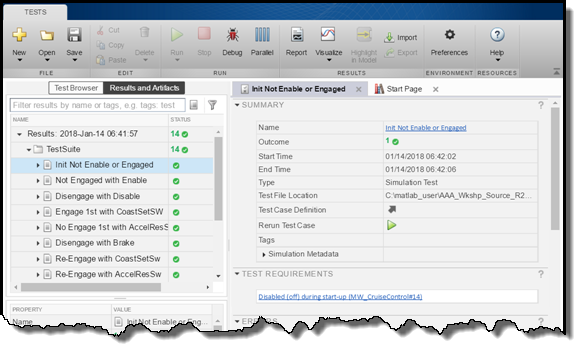 TESTS
New
Open
Save
Cut
Copy
Paste
Delete
Run
Stop
Debug
Parallel
Report
Visualize
Highlight in Model
Import
Export
Preferences
Help
FILE
EDIT
RUN
RESULTS
ENVIRONMENT
RESOURCES
Test Browser
Results and Artifacts
Filter results by name or tags, e.g. tags: test
NAME STATUS
Results: 2018-Jan-14 06:41:57 14
TestSuite 14
Init Not Enable or Engaged
Not Engaged with Enable
Disengage with Disable
Engage 1st with CoastSetSW
No Engage 1st with AccelResS
Disengage with Brake
Re-Engage with CoastSetSw
Re-Engage with AccelResSw
PROPERTY VALUE
Name Init Not Enable or Eng...
Init Not Enable or Engaged
Start Page
SUMMARY ?
Name Init Not Enable or Engaged
Outcome 1
Start Time 01/14/2018 06:42:02
End Time 01/14/2018 06:42:06
Type Simulation Test
Test File Location C:\matlab_user\AAA_Wkshp_Source_R2...
Test Case Definition
Rerun Test Case
Tags
Simulation Metadata
TEST REQUIREMENTS ?
Disabled (off) during start-up (MW_CruiseControl#14)
ERRORS